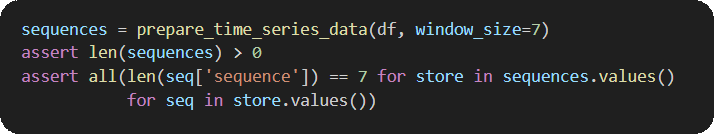 sequences = prepare_time_series_data(df, window_size=7)
assert len(sequences) > 0
assert all(len(seq['sequence']) == 7 for store in sequences.values()
          for seq in store.values())